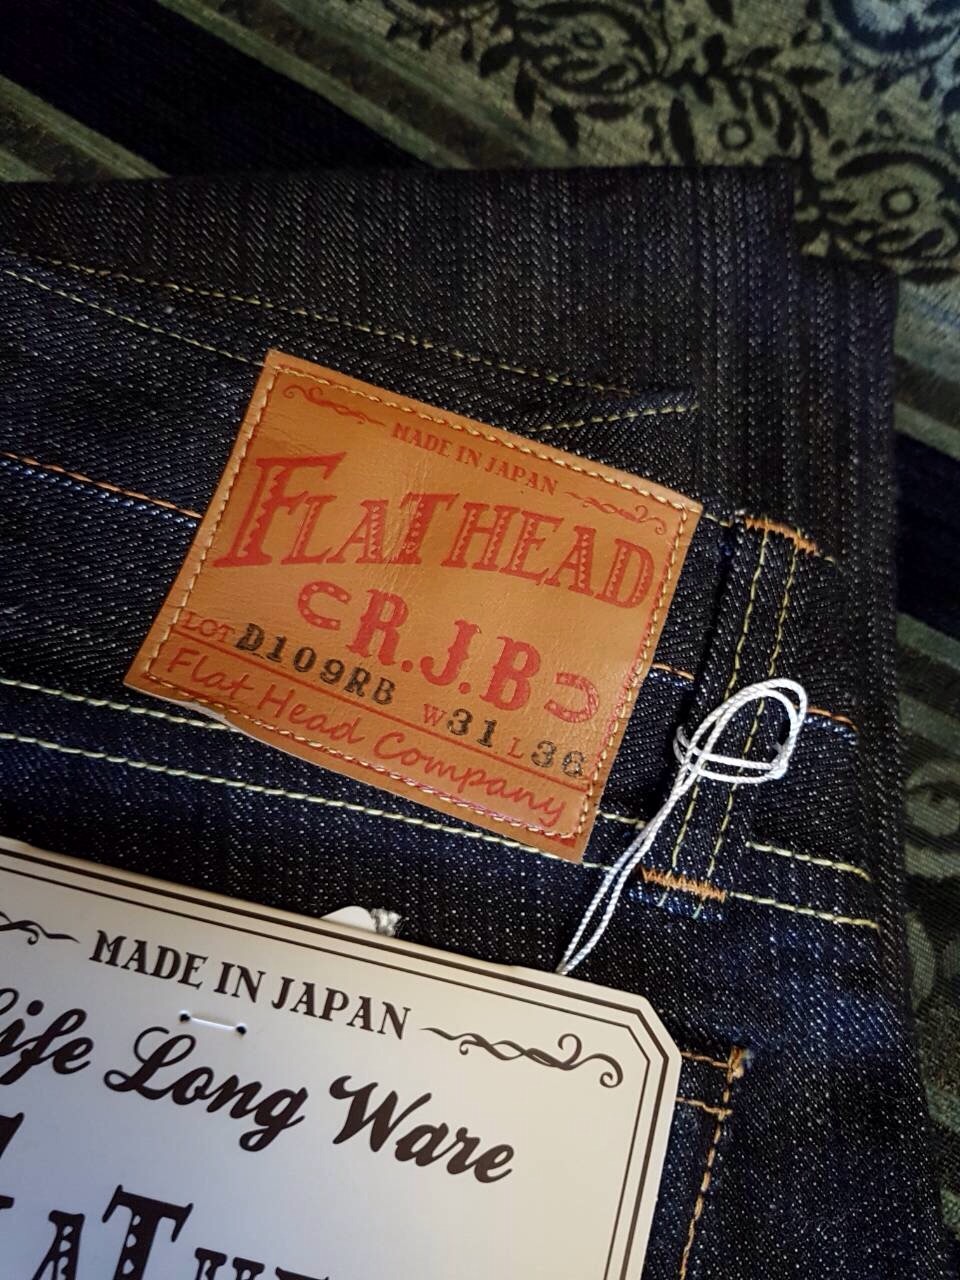 MADE IN JAPAN
FLATHEAD
R.J.B
LOT D109RB W31 L36
Flat Head Company
MADE IN JAPAN
Life Long Ware